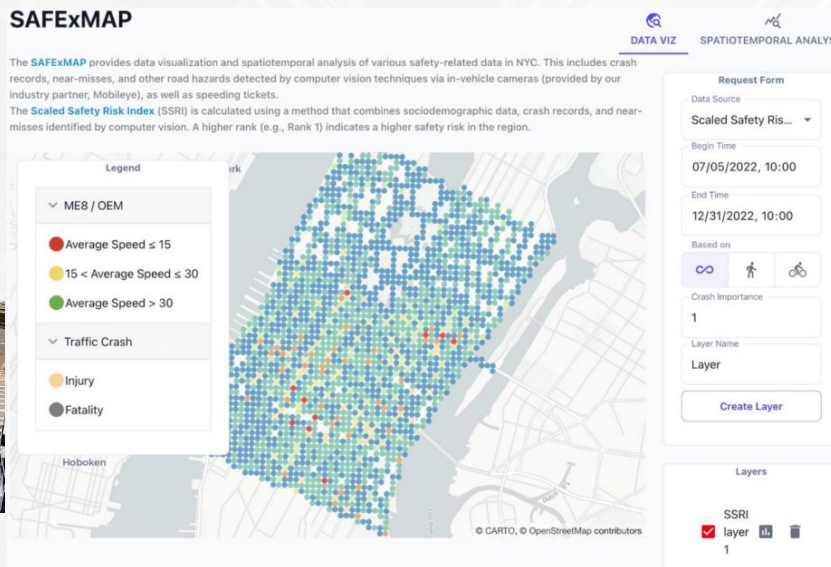 SAFExMAP
DATA VIZ
SPATIOTEMPORAL ANALYS
The SAFExMAP provides data visualization and spatiotemporal analysis of various safety-related data in NYC. This includes crash
records, near-misses, and other road hazards detected by computer vision techniques via in-vehicle cameras (provided by our
industry partner, Mobileye), as well as speeding tickets.
The Scaled Safety Risk Index (SSRI) is calculated using a method that combines sociodemographic data, crash records, and near-
misses identified by computer vision. A higher rank (e.g., Rank 1) indicates a higher safety risk in the region.
Legend
ME8 / OEM
Average Speed ≤ 15
15 < Average Speed ≤ 30
Average Speed > 30
Traffic Crash
Injury
Fatality
Hoboken
© CARTO, © OpenStreetMap contributors
Request Form
Data Source
Scaled Safety Ris...
Begin Time
07/05/2022, 10:00
End Time
12/31/2022, 10:00
Based on
Crash Importance
1
Layer Name
Layer
Create Layer
Layers
SSRI
layer
1